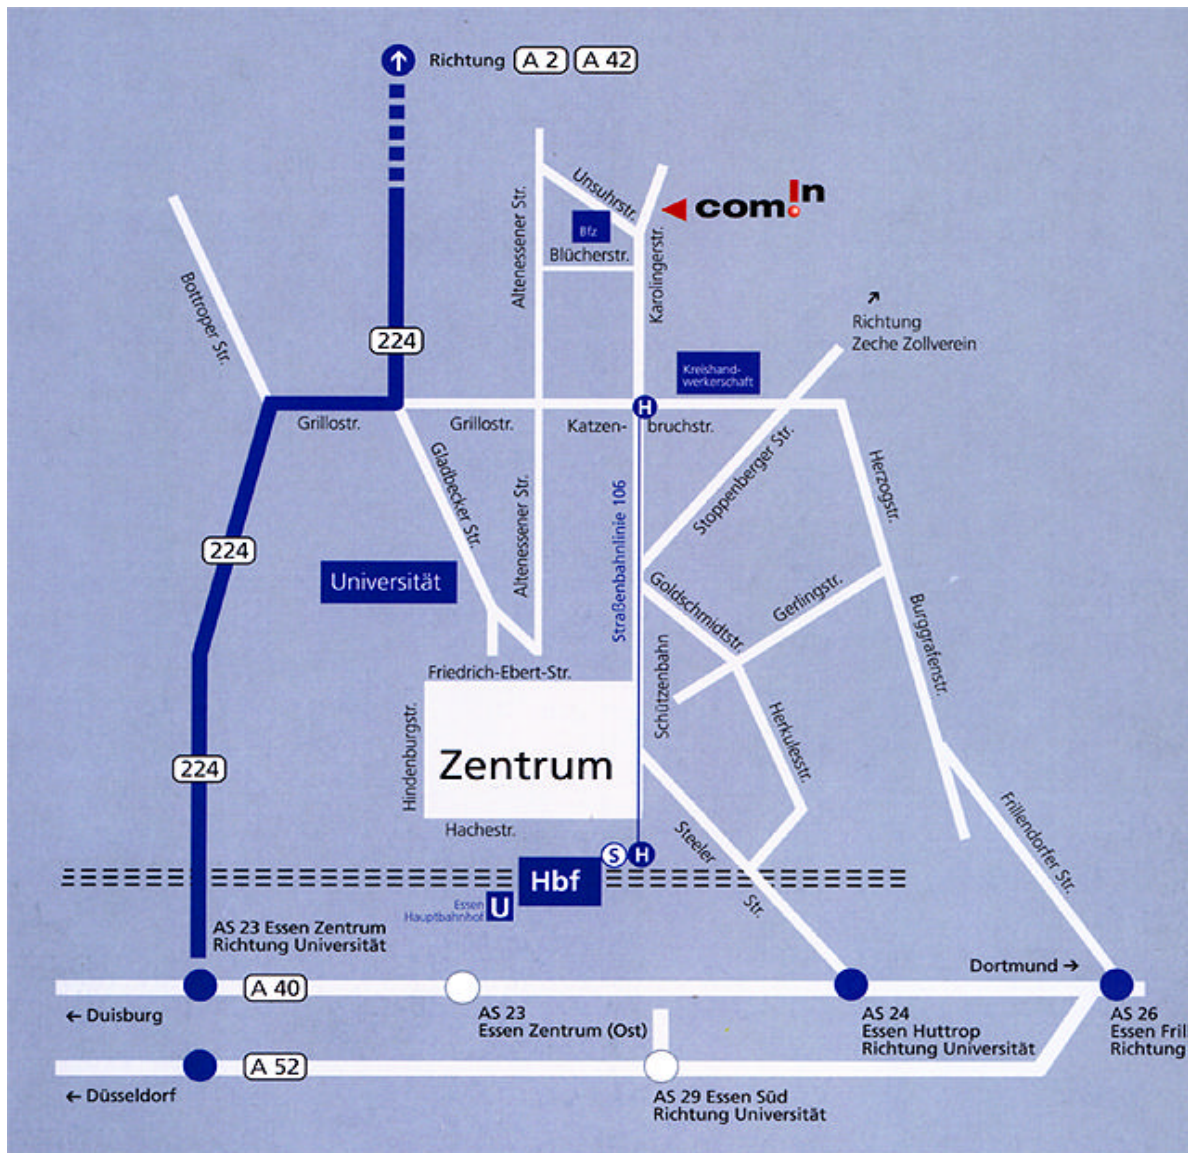 Richtung A 2 A 42
Unsuhrstr.
com.!n
Altenessener Str.
Bfz
Blücherstr.
Karolingerstr.
Bottroper Str.
Richtung
Zeche Zollverein
224
Kreishand-
werkerschaft
H
Grillostr.
Grillostr.
Katzen-
bruchstr.
Gladbecker Str.
Altenessener Str.
Straßenbahnlinie 106
Stoppenberger Str.
Herzogstr.
224
Universität
Goldschmidtstr.
Gerlingstr.
Burggrafenstr.
Schützenbahn
Friedrich-Ebert-Str.
Hindenburgstr.
Zentrum
Herkulesstr.
224
Hachestr.
Steeler
Str.
Frillendorfer Str.
S H
Hbf
Essen
Hauptbahnhof
U
AS 23 Essen Zentrum
Richtung Universität
Dortmund →
A 40
← Duisburg
AS 23
Essen Zentrum (Ost)
AS 24
Essen Huttrop
Richtung Universität
AS 26
Essen Fril
Richtung
A 52
← Düsseldorf
AS 29 Essen Süd
Richtung Universität